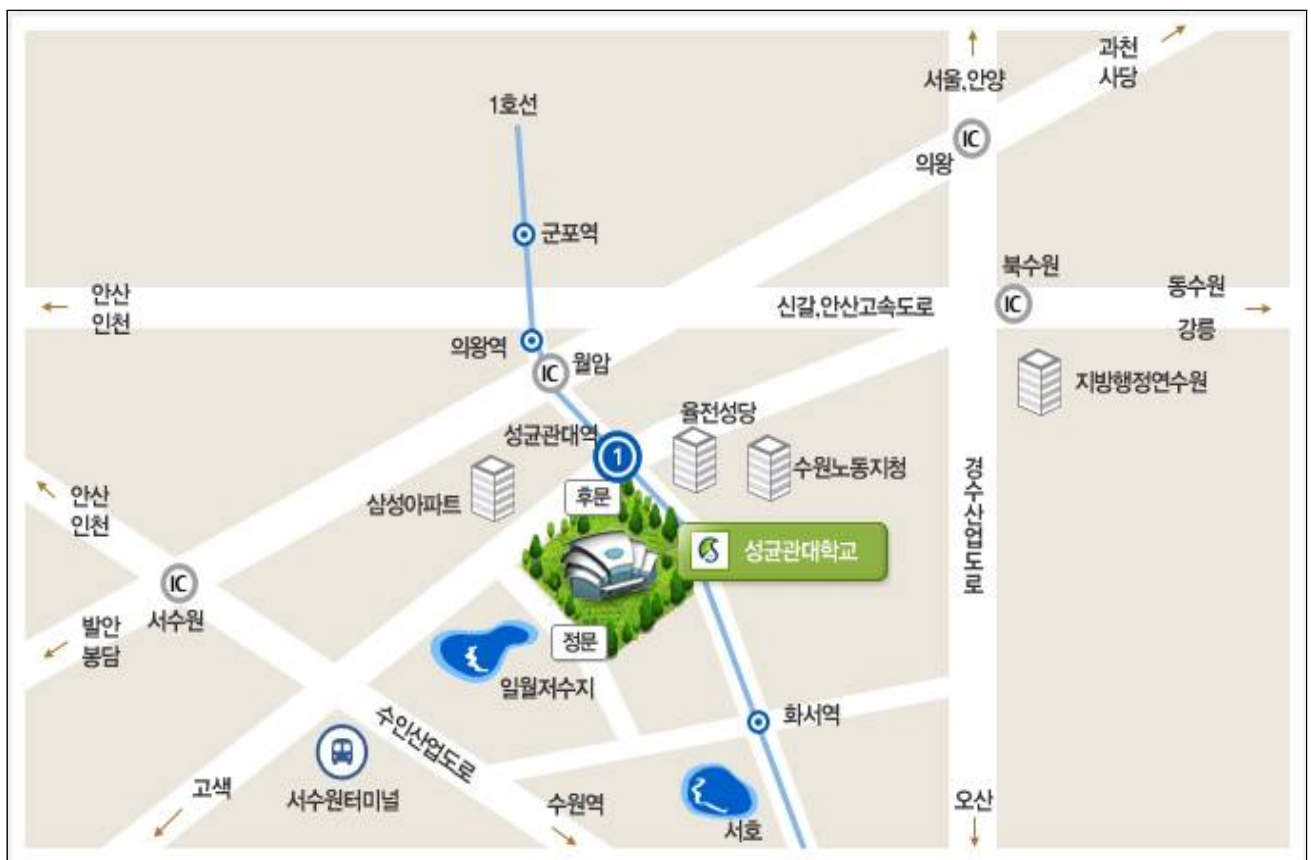 과천
사당
서울,안양
1호선
IC
의왕
군포역
북수원
안산
인천
신갈,안산고속도로
IC
동수원
강릉
의왕역
IC
월암
지방행정연수원
율전성당
성균관대역
1
수원노동지청
삼성아파트
후문
경수산업도로
안산
인천
성균관대학교
IC
서수원
발안
봉담
정문
일월저수지
화서역
수인산업도로
고색
서수원터미널
수원역
서호
오산